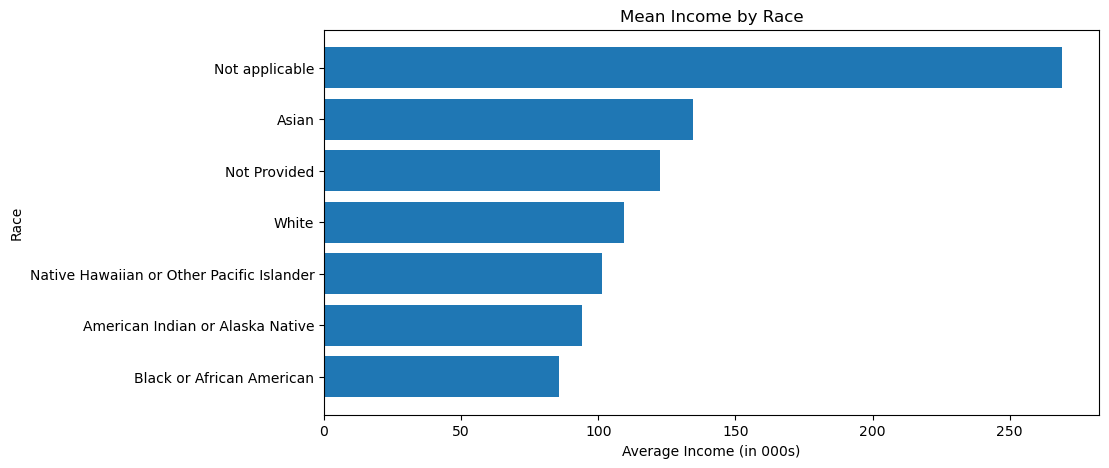 Mean Income by Race
Race
Not applicable
Asian
Not Provided
White
Native Hawaiian or Other Pacific Islander
American Indian or Alaska Native
Black or African American
0 50 100 150 200 250
Average Income (in 000s)